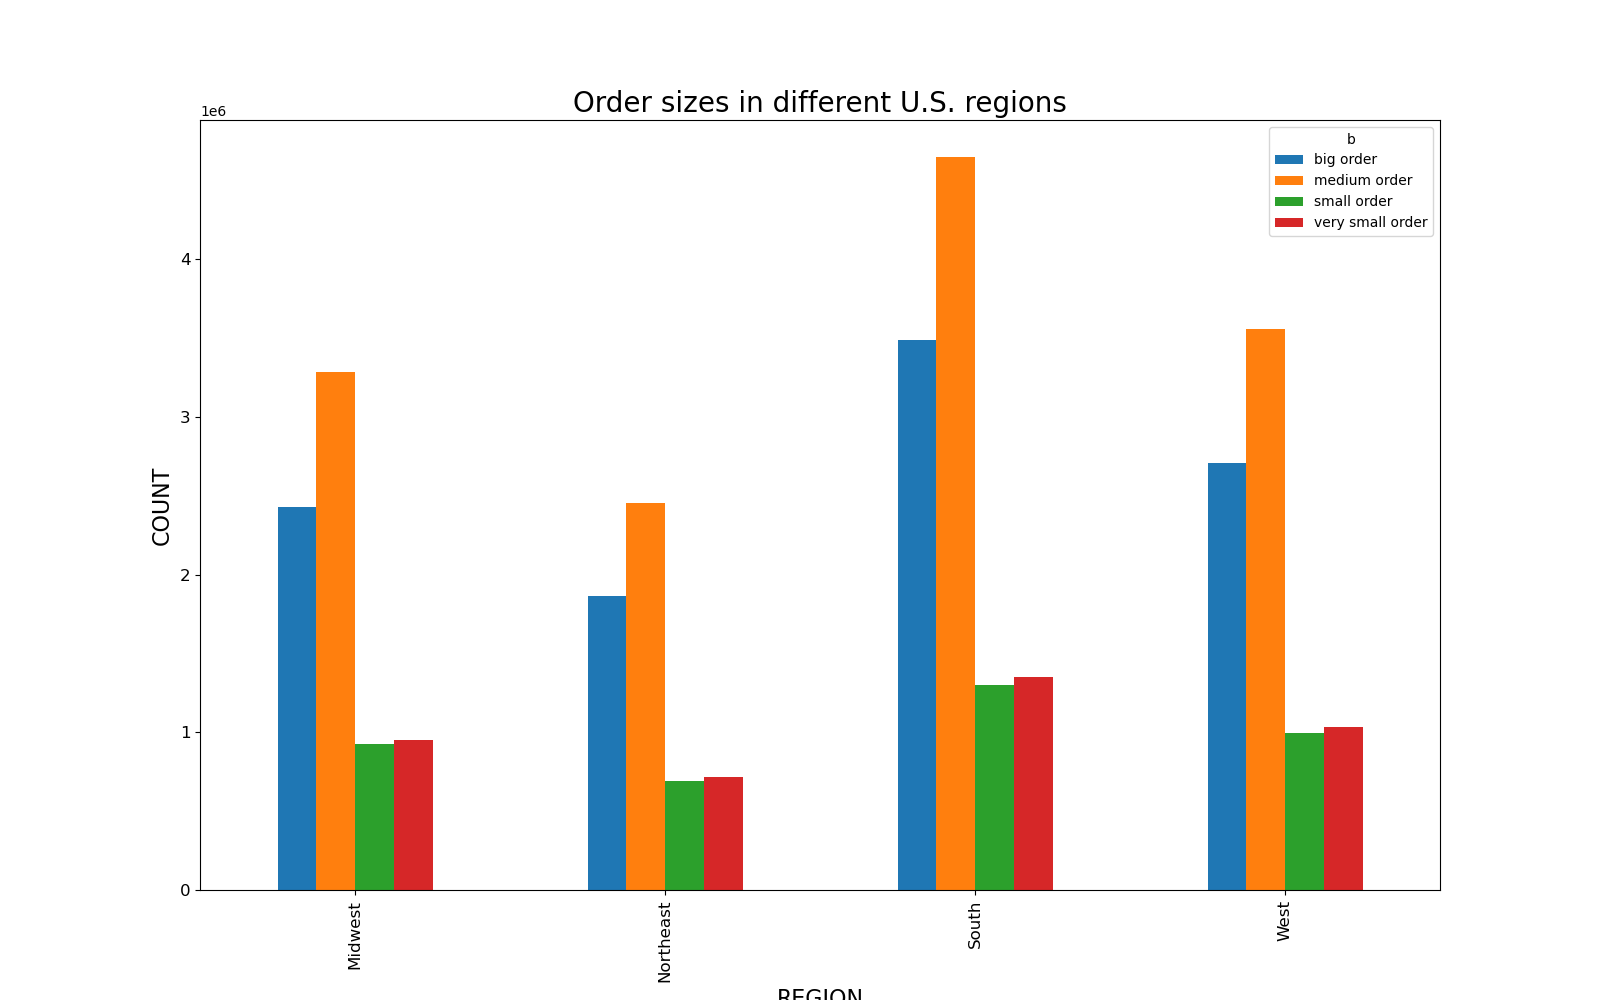 Order sizes in different U.S. regions
1e6
b
big order
medium order
small order
very small order
4
3
2
1
0
COUNT
Midwest
Northeast
South
West
REGION